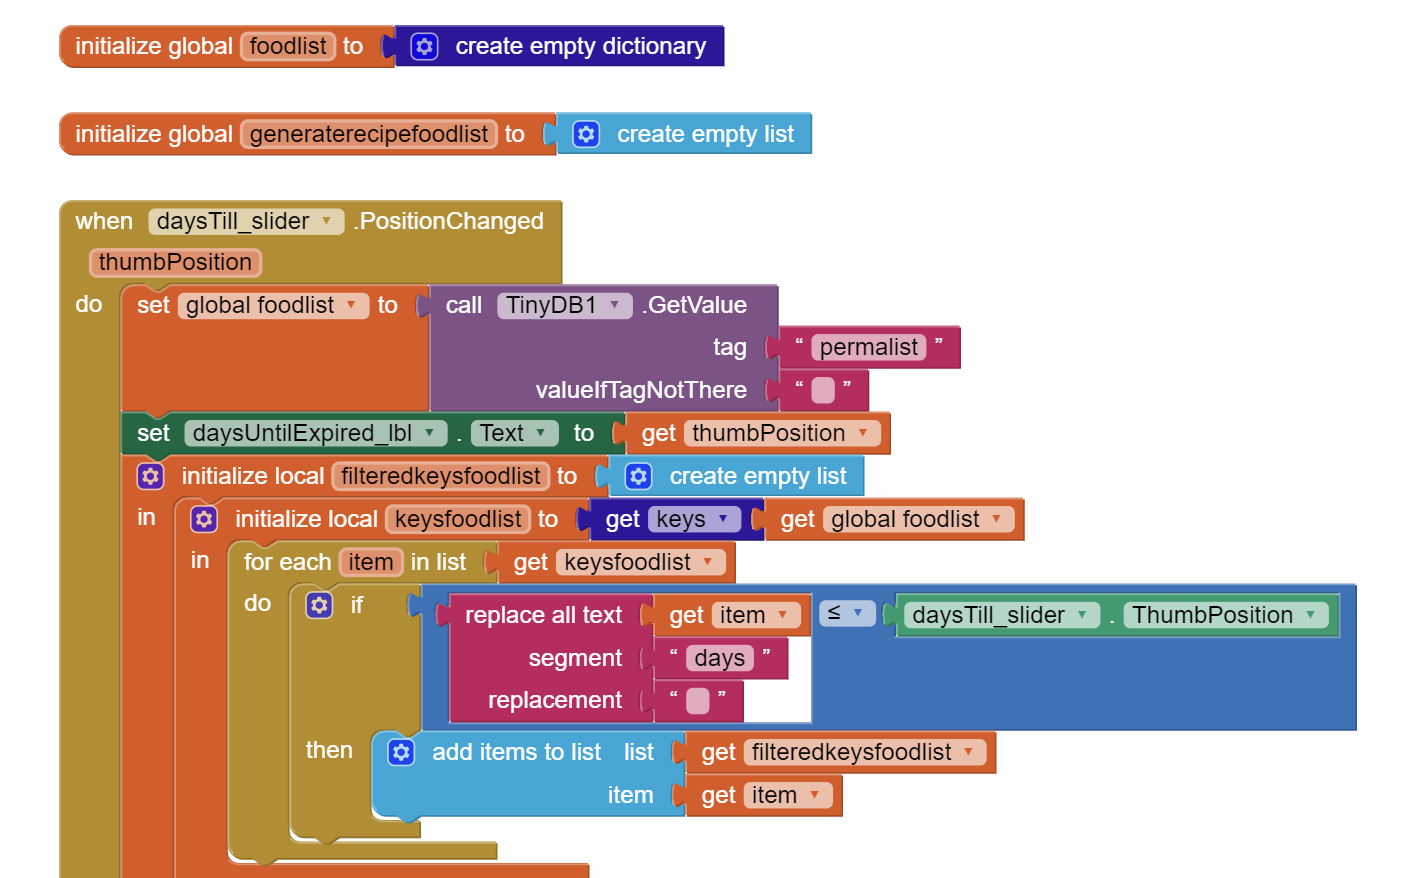 initialize global foodlist to create empty dictionary
initialize global generaterecipefoodlist to create empty list
when daysTill_slider .PositionChanged
thumbPosition
do set global foodlist to call TinyDB1 .GetValue
tag “ permalist ”
valueIfTagNotThere “ ”
set daysUntilExpired_lbl . Text to get thumbPosition
initialize local filteredkeysfoodlist to create empty list
in initialize local keysfoodlist to get keys get global foodlist
in for each item in list get keysfoodlist
do if replace all text get item ≤ daysTill_slider . ThumbPosition
segment “ days ”
replacement “ ”
then add items to list list get filteredkeysfoodlist
item get item